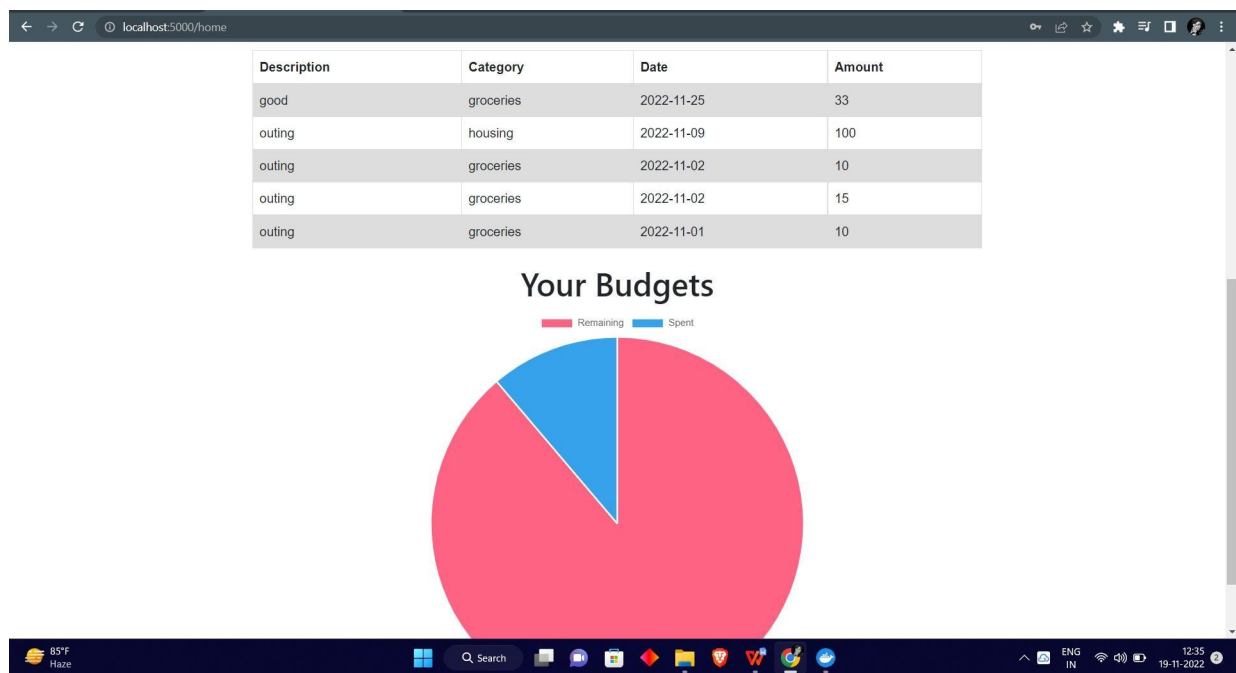 localhost:5000/home
Description Category Date Amount
good groceries 2022-11-25 33
outing housing 2022-11-09 100
outing groceries 2022-11-02 10
outing groceries 2022-11-02 15
outing groceries 2022-11-01 10
Your Budgets
Remaining Spent
85°F
Haze
Search
ENG
IN
12:35
19-11-2022
2